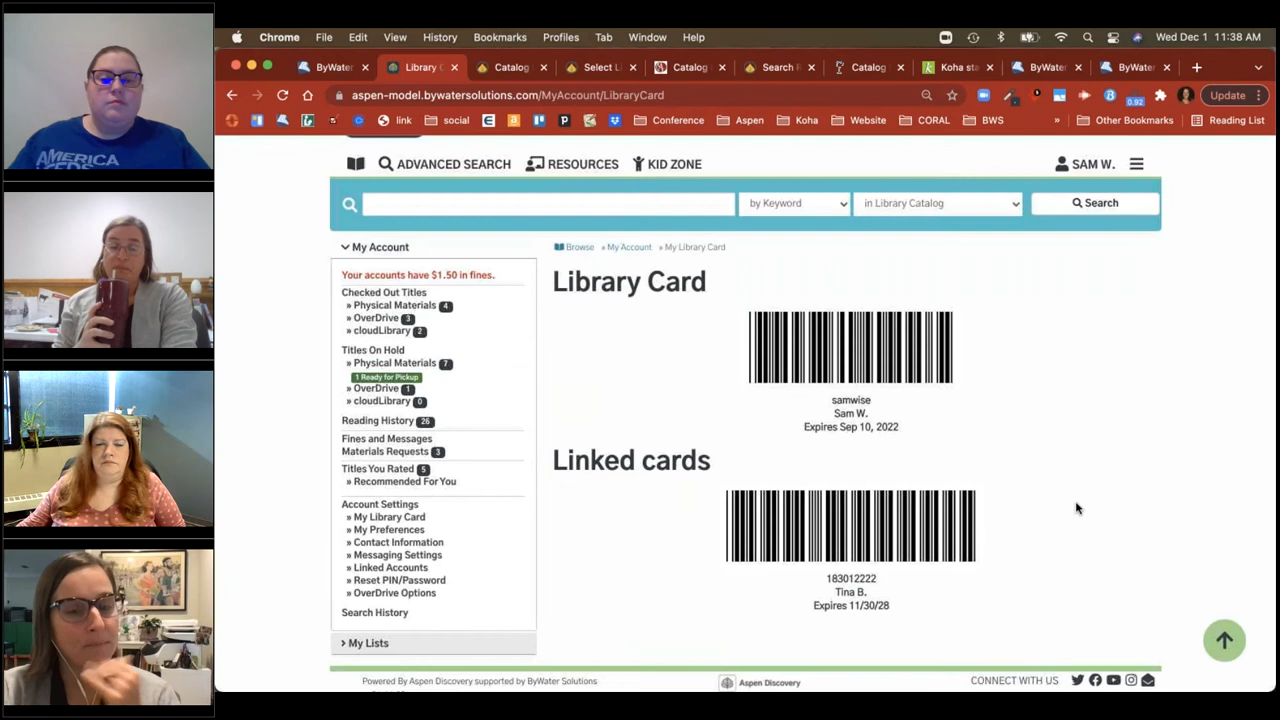 AMERICA
Chrome File Edit View History Bookmarks Profiles Tab Window Help Wed Dec 1 11:38 AM
ByWater Library C Catalog Select Li Catalog Search R Catalog Koha sta ByWater ByWater
aspen-model.bywatersolutions.com/MyAccount/LibraryCard 0.92 Update
link social Conference Aspen Koha Website CORAL BWS » Other Bookmarks Reading List
ADVANCED SEARCH RESOURCES KID ZONE SAM W.
by Keyword in Library Catalog Search
My Account
Your accounts have $1.50 in fines.
Checked Out Titles
» Physical Materials 4
» OverDrive 3
» cloudLibrary 2
Titles On Hold
» Physical Materials 7
1 Ready for Pickup
» OverDrive 1
» cloudLibrary 0
Reading History 26
Fines and Messages
Materials Requests 3
Titles You Rated 5
» Recommended For You
Account Settings
» My Library Card
» My Preferences
» Contact Information
» Messaging Settings
» Linked Accounts
» Reset PIN/Password
» OverDrive Options
Search History
My Lists
Browse » My Account » My Library Card
Library Card
samwise
Sam W.
Expires Sep 10, 2022
Linked cards
183012222
Tina B.
Expires 11/30/28
Powered By Aspen Discovery supported by ByWater Solutions Aspen Discovery CONNECT WITH US